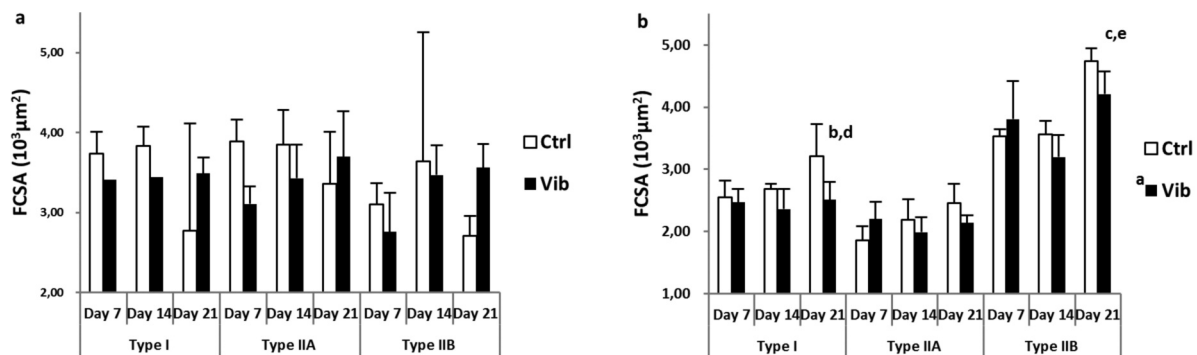 a
FCSA (10³µm²)
5,00
4,00
3,00
2,00
Day 7 Day 14 Day 21 Day 7 Day 14 Day 21 Day 7 Day 14 Day 21
Type I Type IIA Type IIB
Ctrl
Vib
b
FCSA (10³µm²)
5,00
4,00
3,00
2,00
1,00
b,d
c,e
Day 7 Day 14 Day 21 Day 7 Day 14 Day 21 Day 7 Day 14 Day 21
Type I Type IIA Type IIB
Ctrl
a Vib